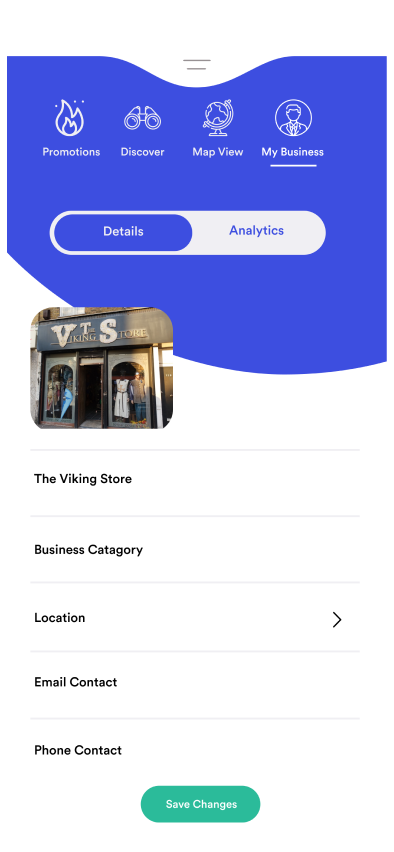 Promotions Discover Map View My Business
Details Analytics
THE
VIKING STORE
The Viking Store
Business Catagory
Location
Email Contact
Phone Contact
Save Changes